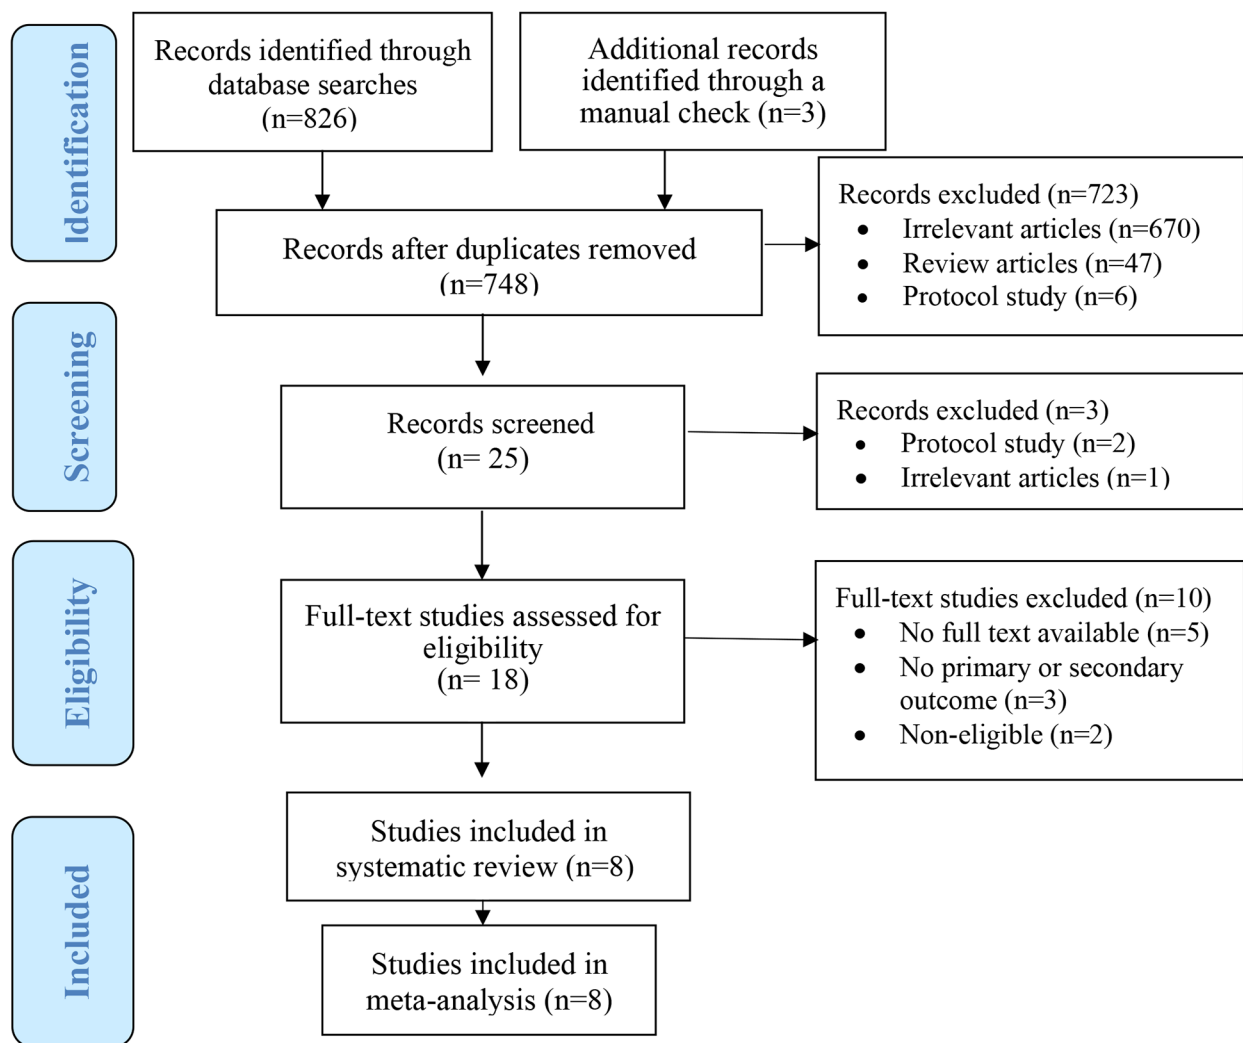 Identification
Records identified through
database searches
(n=826)
Additional records
identified through a
manual check (n=3)
Records after duplicates removed
(n=748)
Records excluded (n=723)
• Irrelevant articles (n=670)
• Review articles (n=47)
• Protocol study (n=6)
Screening
Records screened
(n= 25)
Records excluded (n=3)
• Protocol study (n=2)
• Irrelevant articles (n=1)
Eligibility
Full-text studies assessed for
eligibility
(n= 18)
Full-text studies excluded (n=10)
• No full text available (n=5)
• No primary or secondary
outcome (n=3)
• Non-eligible (n=2)
Included
Studies included in
systematic review (n=8)
Studies included in
meta-analysis (n=8)